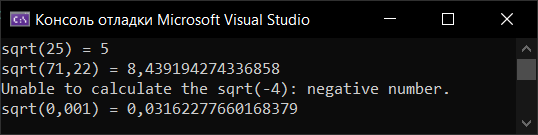 Консоль отладки Microsoft Visual Studio
sqrt(25) = 5
sqrt(71,22) = 8,439194274336858
Unable to calculate the sqrt(-4): negative number.
sqrt(0,001) = 0,03162277660168379